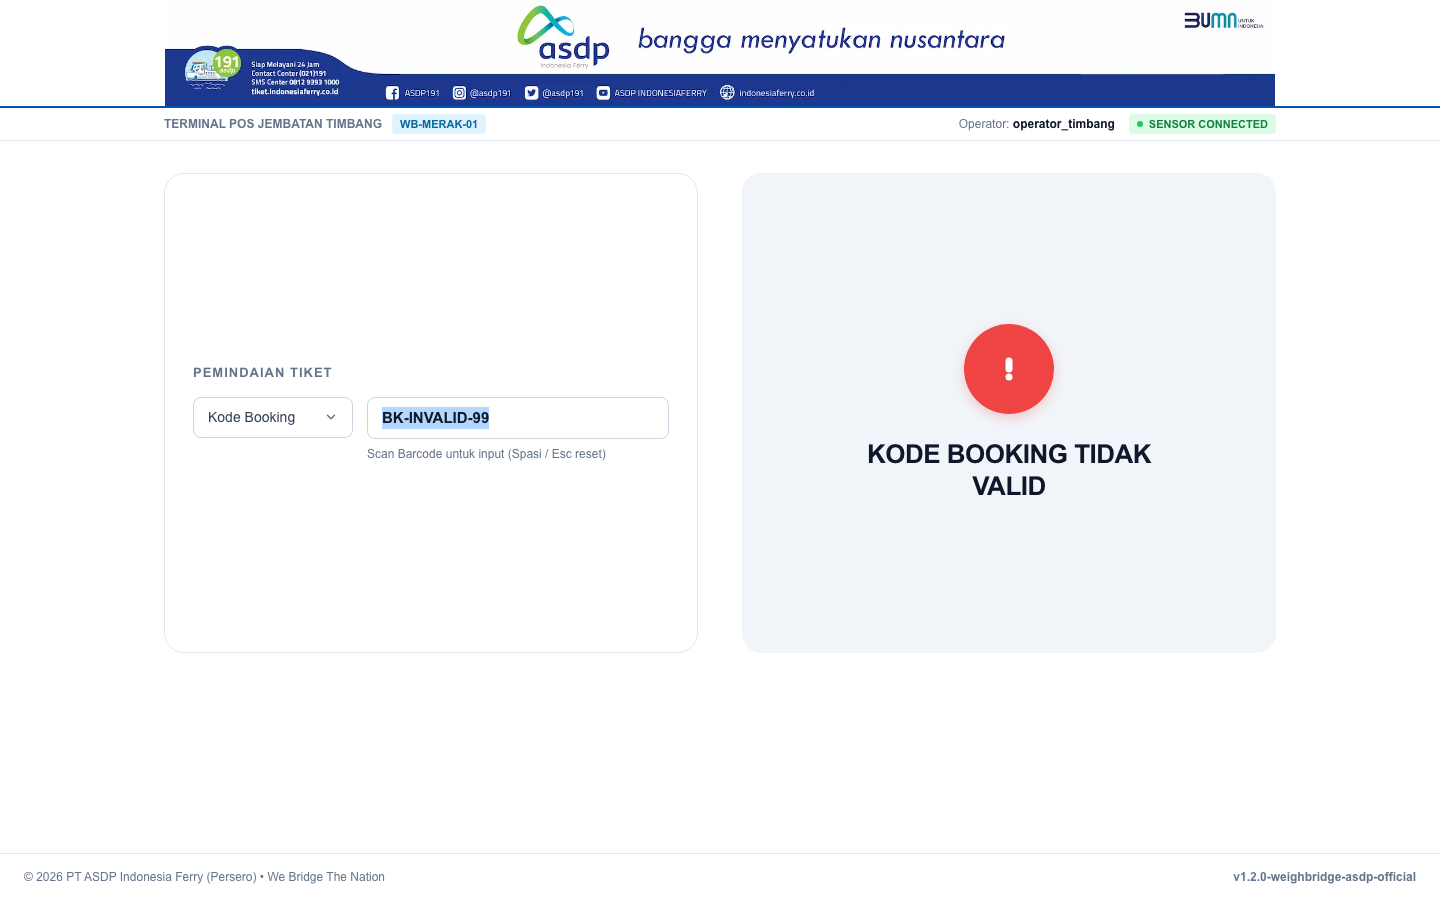 asdp
Indonesia Ferry
bangga menyatukan nusantara
BUMN UNTUK
INDONESIA
191
asdp
Siap Melayani 24 Jam
Contact Center (021)191
SMS Center 0812 9393 1000
tiket.indonesiaferry.co.id
ASDP191 @asdp191 @asdp191 ASDP INDONESIAFERRY indonesiaferry.co.id
TERMINAL POS JEMBATAN TIMBANG WB-MERAK-01
Operator: operator_timbang SENSOR CONNECTED
PEMINDAIAN TIKET
Kode Booking
BK-INVALID-99
Scan Barcode untuk input (Spasi / Esc reset)
KODE BOOKING TIDAK
VALID
© 2026 PT ASDP Indonesia Ferry (Persero) • We Bridge The Nation
v1.2.0-weighbridge-asdp-official